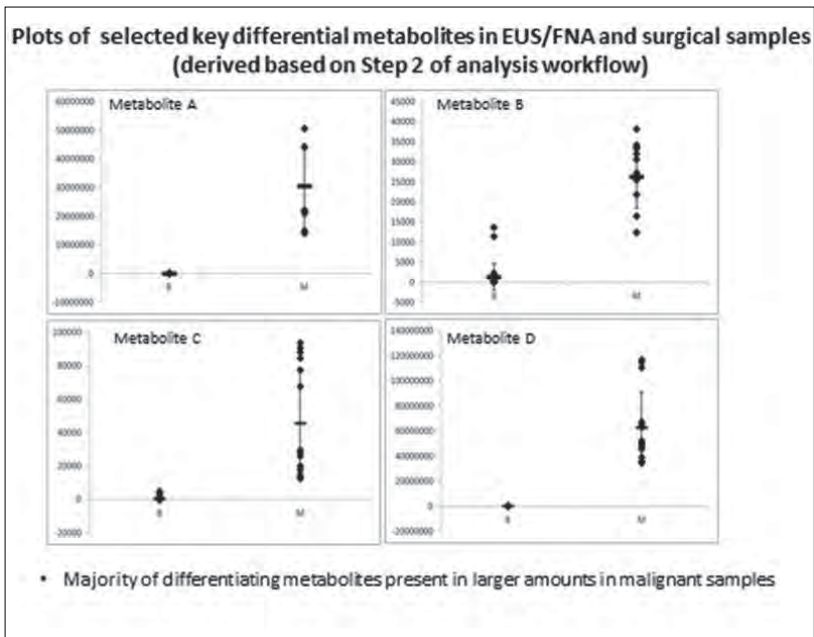 Plots of selected key differential metabolites in EUS/FNA and surgical samples
(derived based on Step 2 of analysis workflow)
Metabolite A
60000000
50000000
40000000
30000000
20000000
10000000
0
-10000000
B
M
Metabolite B
45000
40000
35000
30000
25000
20000
15000
10000
5000
0
-5000
B
M
Metabolite C
100000
80000
60000
40000
20000
0
-20000
B
M
Metabolite D
140000000
120000000
100000000
80000000
60000000
40000000
20000000
0
-20000000
B
M
• Majority of differentiating metabolites present in larger amounts in malignant samples